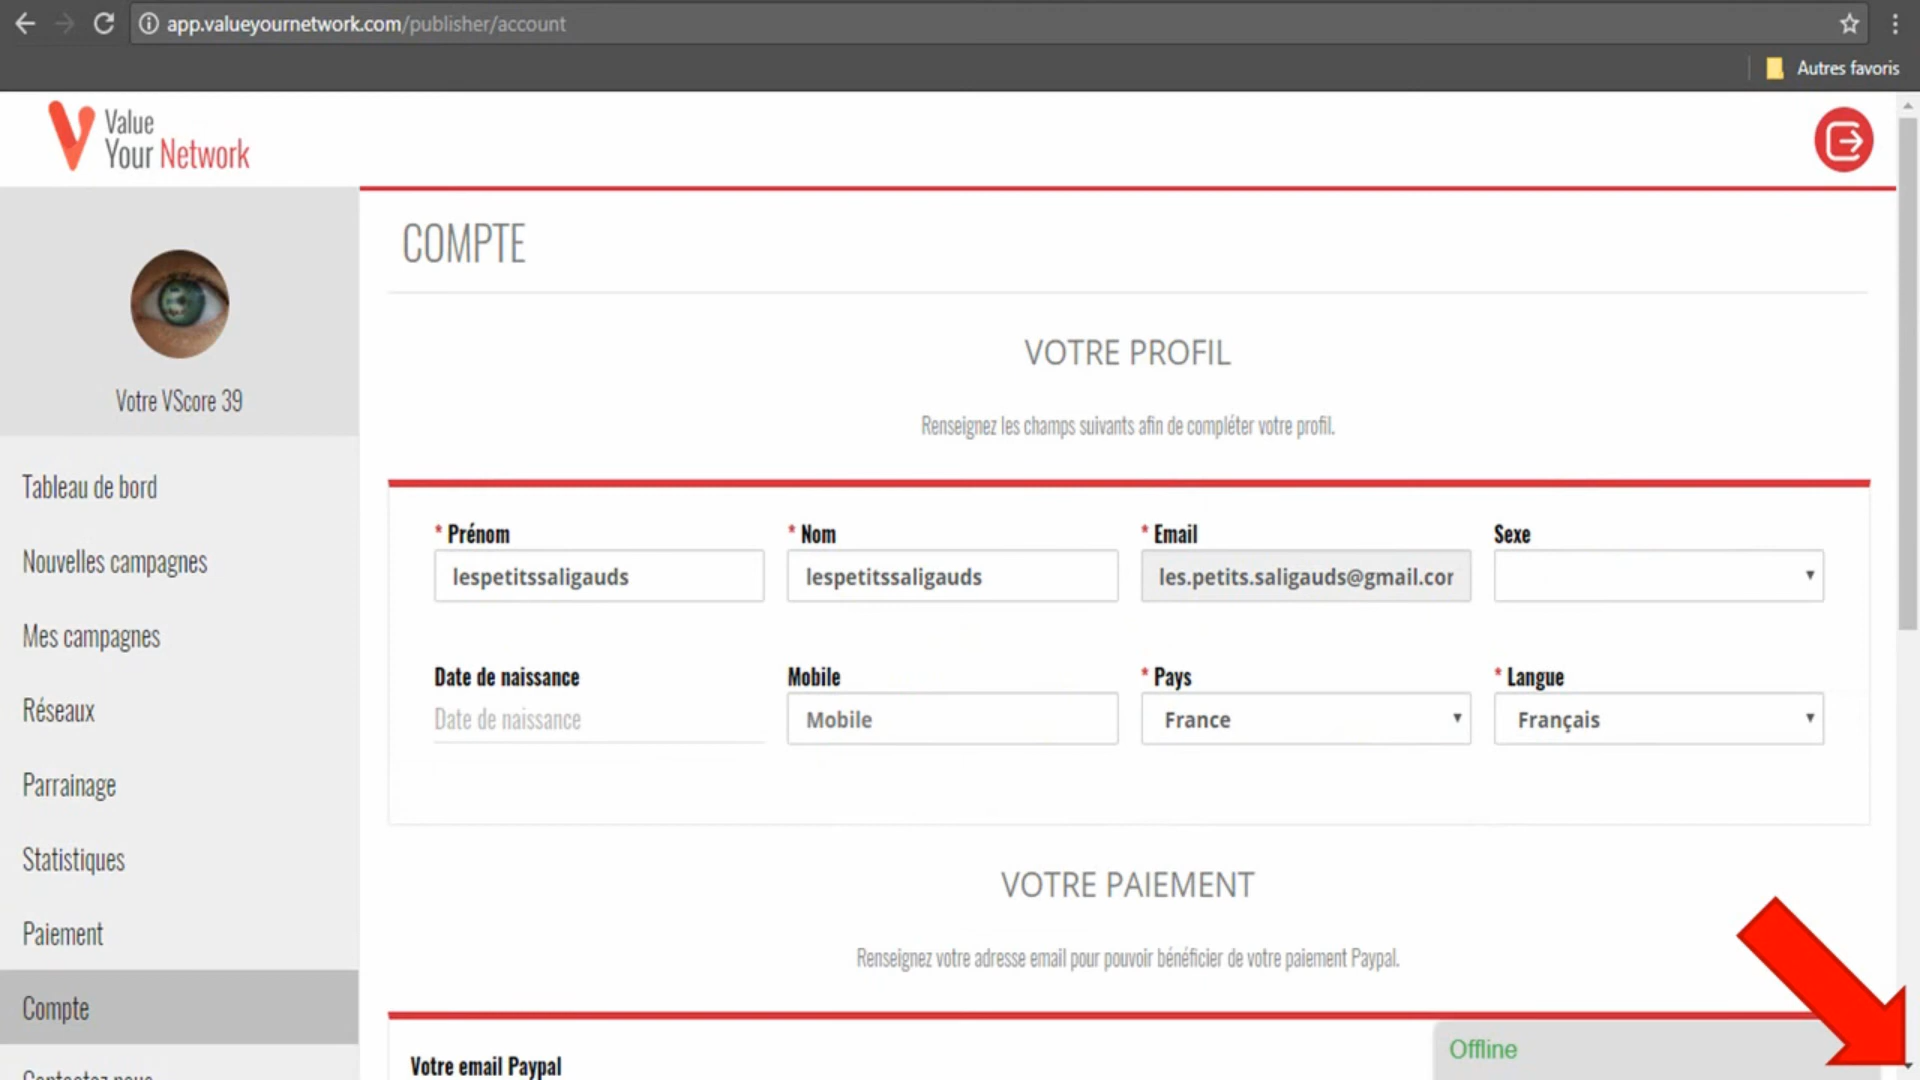 app.valueyournetwork.com/publisher/account
Autres favoris
Value
Your Network
Votre VScore 39
Tableau de bord
Nouvelles campagnes
Mes campagnes
Réseaux
Parrainage
Statistiques
Paiement
Compte
Contactez nous
COMPTE
VOTRE PROFIL
Renseignez les champs suivants afin de compléter votre profil.
* Prénom
lespetitssaligauds
* Nom
lespetitssaligauds
* Email
les.petits.saligauds@gmail.cor
Sexe
Date de naissance
Date de naissance
Mobile
Mobile
* Pays
France
* Langue
Français
VOTRE PAIEMENT
Renseignez votre adresse email pour pouvoir bénéficier de votre paiement Paypal.
Votre email Paypal
Offline